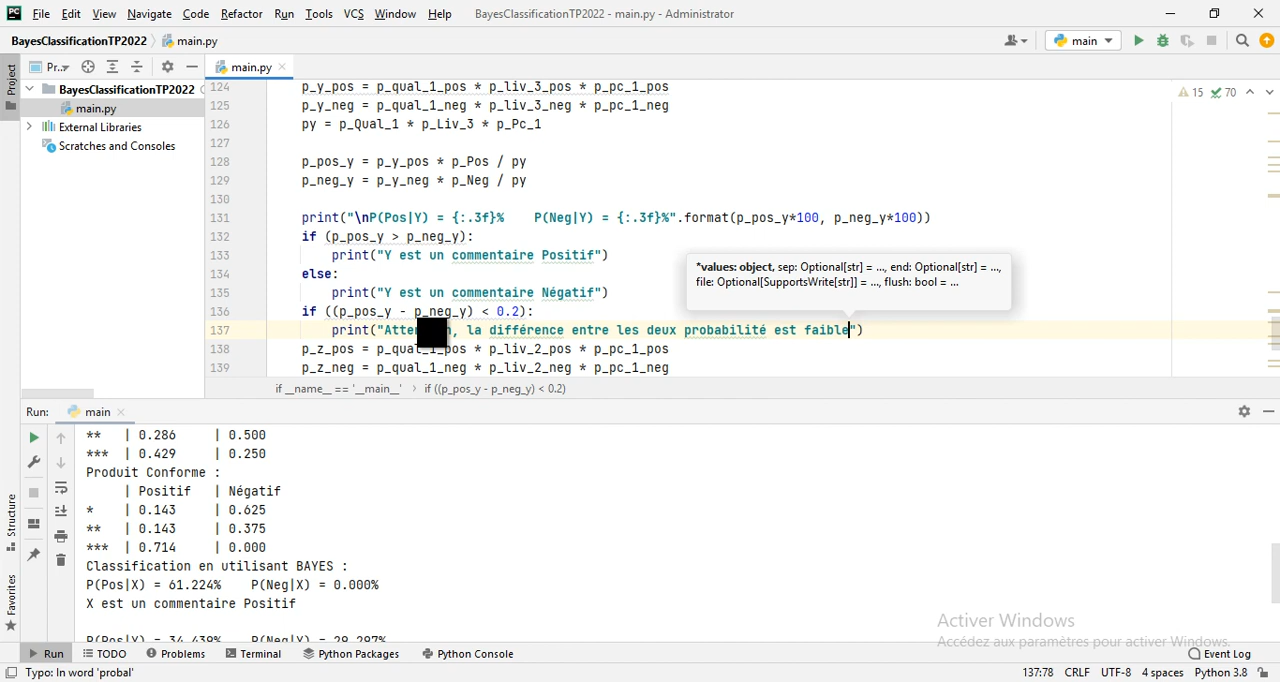 File Edit View Navigate Code Refactor Run Tools VCS Window Help BayesClassificationTP2022 - main.py - Administrator
BayesClassificationTP2022 main.py main
Project
Pr... main.py
BayesClassificationTP2022
main.py
External Libraries
Scratches and Consoles
15 70
124 p_y_pos = p_qual_1_pos * p_liv_3_pos * p_pc_1_pos
125 p_y_neg = p_qual_1_neg * p_liv_3_neg * p_pc_1_neg
126 py = p_Qual_1 * p_Liv_3 * p_Pc_1
127
128 p_pos_y = p_y_pos * p_Pos / py
129 p_neg_y = p_y_neg * p_Neg / py
130
131 print("\nP(Pos|Y) = {:.3f}% P(Neg|Y) = {:.3f}%".format(p_pos_y*100, p_neg_y*100))
132 if (p_pos_y > p_neg_y):
133 print("Y est un commentaire Positif")
134 else:
135 print("Y est un commentaire Négatif")
136 if ((p_pos_y - p_neg_y) < 0.2):
137 print(" , la différence entre les deux probabilité est faible")
138 p_z_pos = p_qual_1_pos * p_liv_2_pos * p_pc_1_pos
139 p_z_neg = p_qual_1_neg * p_liv_2_neg * p_pc_1_neg
*values: object, sep: Optional[str] = ..., end: Optional[str] = ...,
file: Optional[SupportsWrite[str]] = ..., flush: bool = ...
if __name__ == '__main__' if ((p_pos_y - p_neg_y) < 0.2)
Run: main
** | 0.286 | 0.500
*** | 0.429 | 0.250
Produit Conforme :
| Positif | Négatif
* | 0.143 | 0.625
** | 0.143 | 0.375
*** | 0.714 | 0.000
Classification en utilisant BAYES :
P(Pos|X) = 61.224% P(Neg|X) = 0.000%
X est un commentaire Positif
P(Pos|Y) = 34.439% P(Neg|Y) = 29.297%
Structure
Favorites
Activer Windows
Accédez aux paramètres pour activer Windows.
Run TODO Problems Terminal Python Packages Python Console Event Log
Typo: In word 'probal' 137:78 CRLF UTF-8 4 spaces Python 3.8